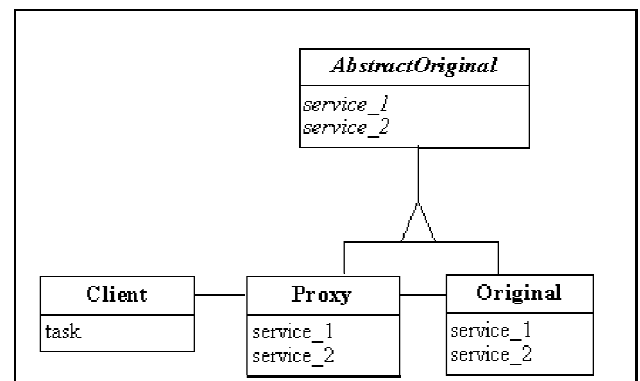 AbstractOriginal
service_1
service_2
Client
task
Proxy
service_1
service_2
Original
service_1
service_2